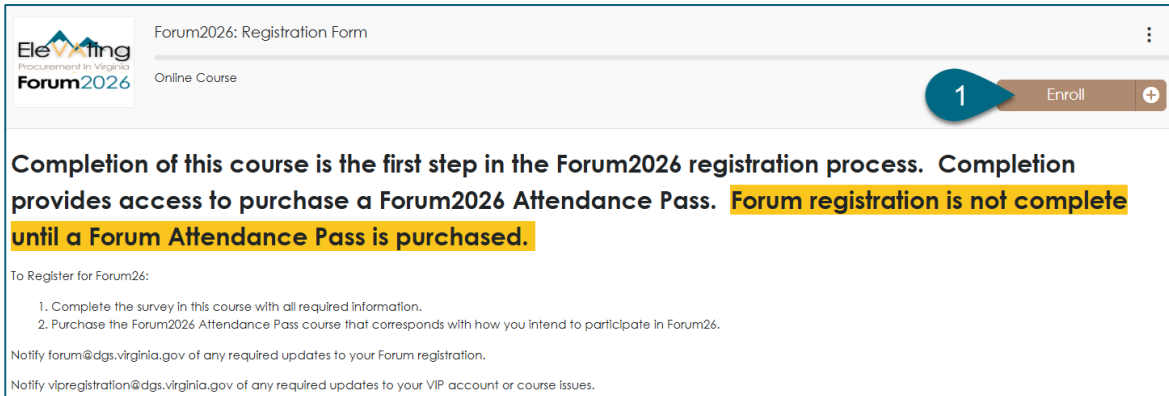 EleVAting
Procurement In Virginia
Forum2026
Forum2026: Registration Form
Online Course
1
Enroll
Completion of this course is the first step in the Forum2026 registration process. Completion
provides access to purchase a Forum2026 Attendance Pass. Forum registration is not complete
until a Forum Attendance Pass is purchased.
To Register for Forum26:
1. Complete the survey in this course with all required information.
2. Purchase the Forum2026 Attendance Pass course that corresponds with how you intend to participate in Forum26.
Notify forum@dgs.virginia.gov of any required updates to your Forum registration.
Notify vipregistration@dgs.virginia.gov of any required updates to your VIP account or course issues.